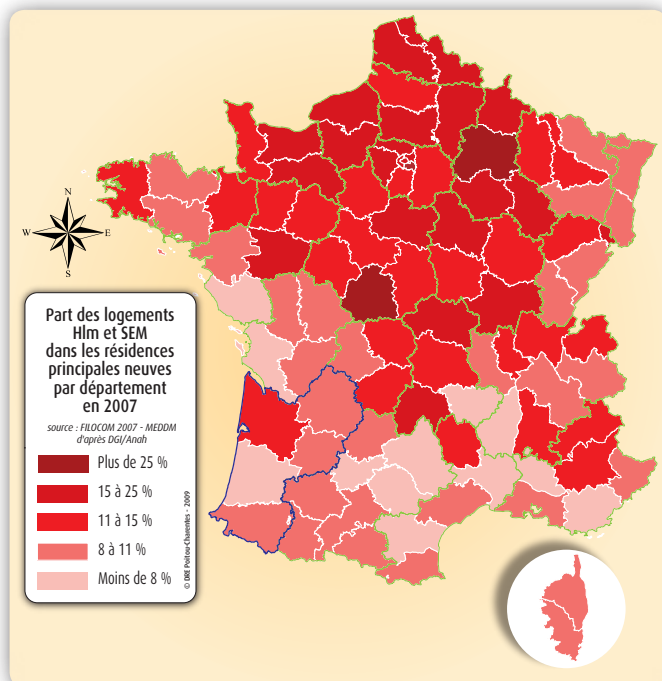 N
W
E
S
Part des logements
Hlm et SEM
dans les résidences
principales neuves
par département
en 2007
source : FILOCOM 2007 - MEDDM
d'après DGI/Anah
Plus de 25 %
15 à 25 %
11 à 15 %
8 à 11 %
Moins de 8 %
© DRE Poitou-Charentes - 2009